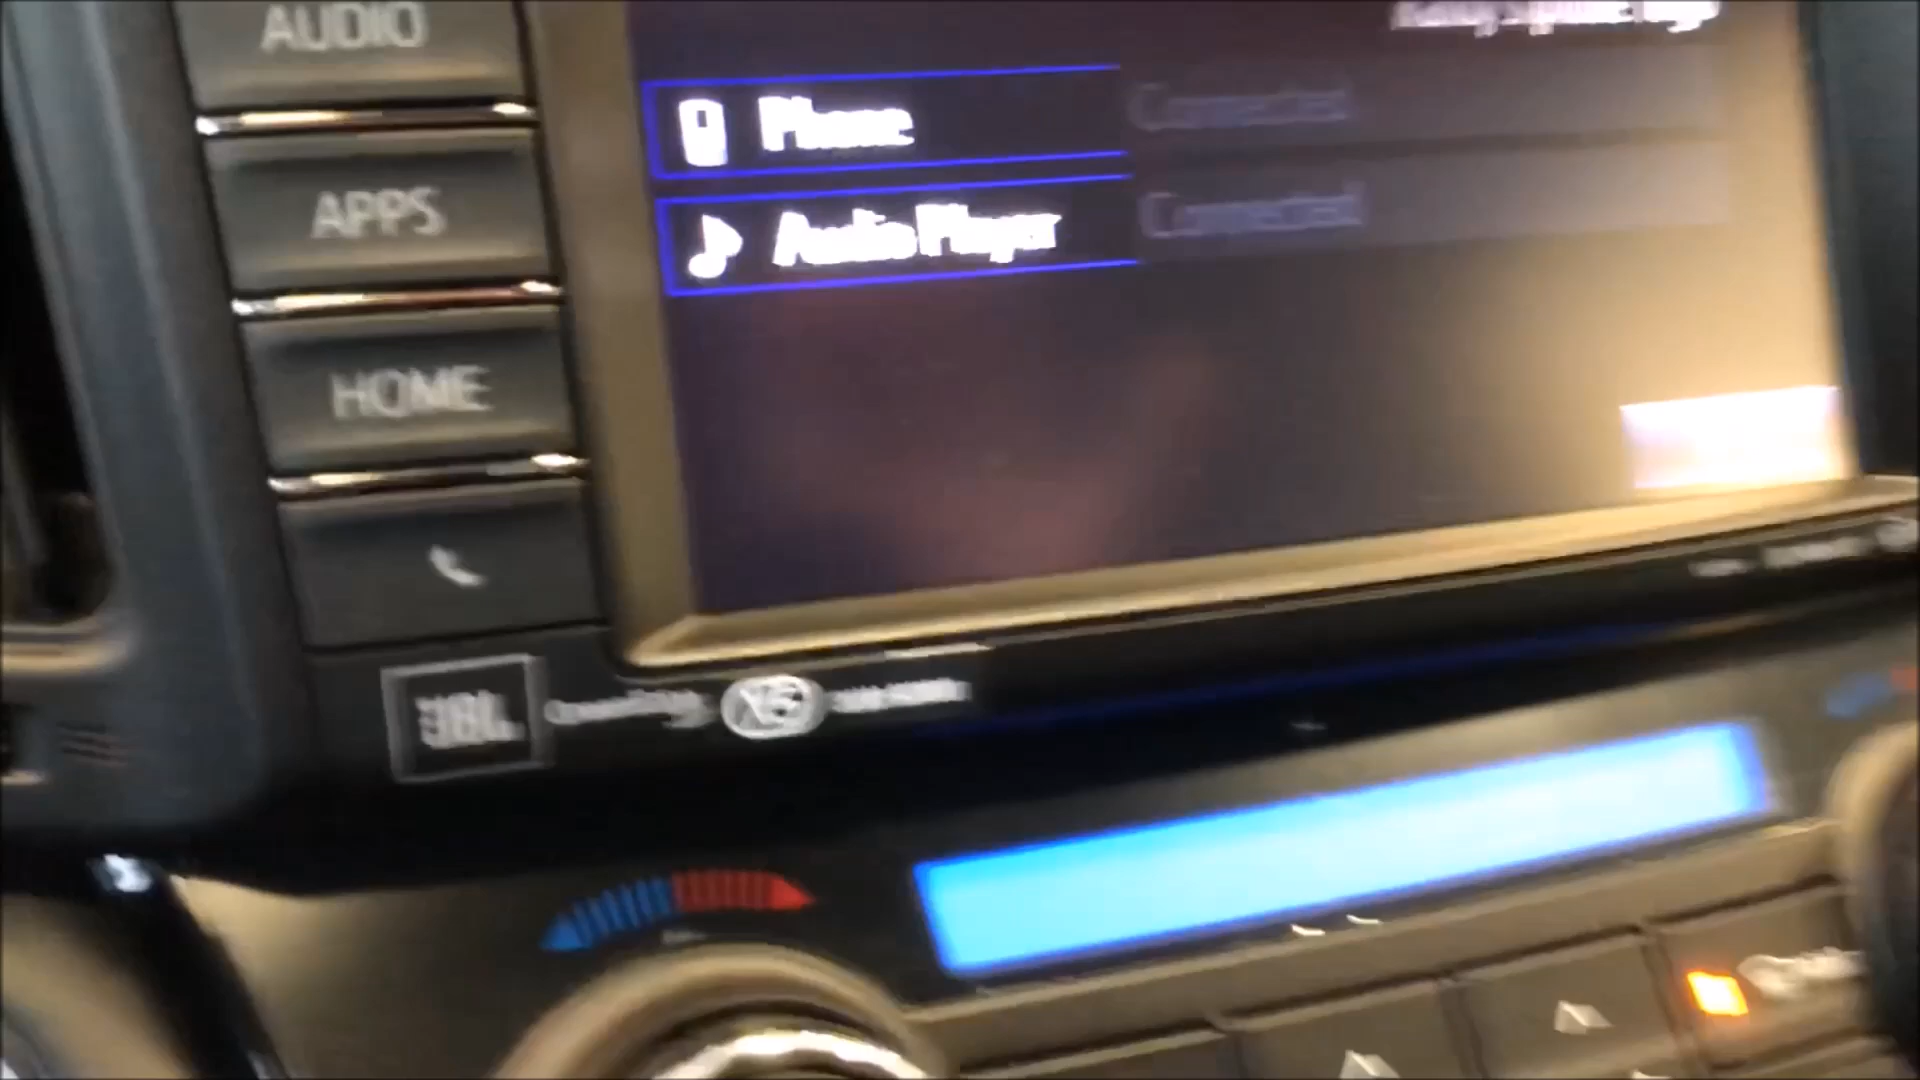 AUDIO
Phone
Connected
APPS
Audio Player
Connected
HOME
JBL